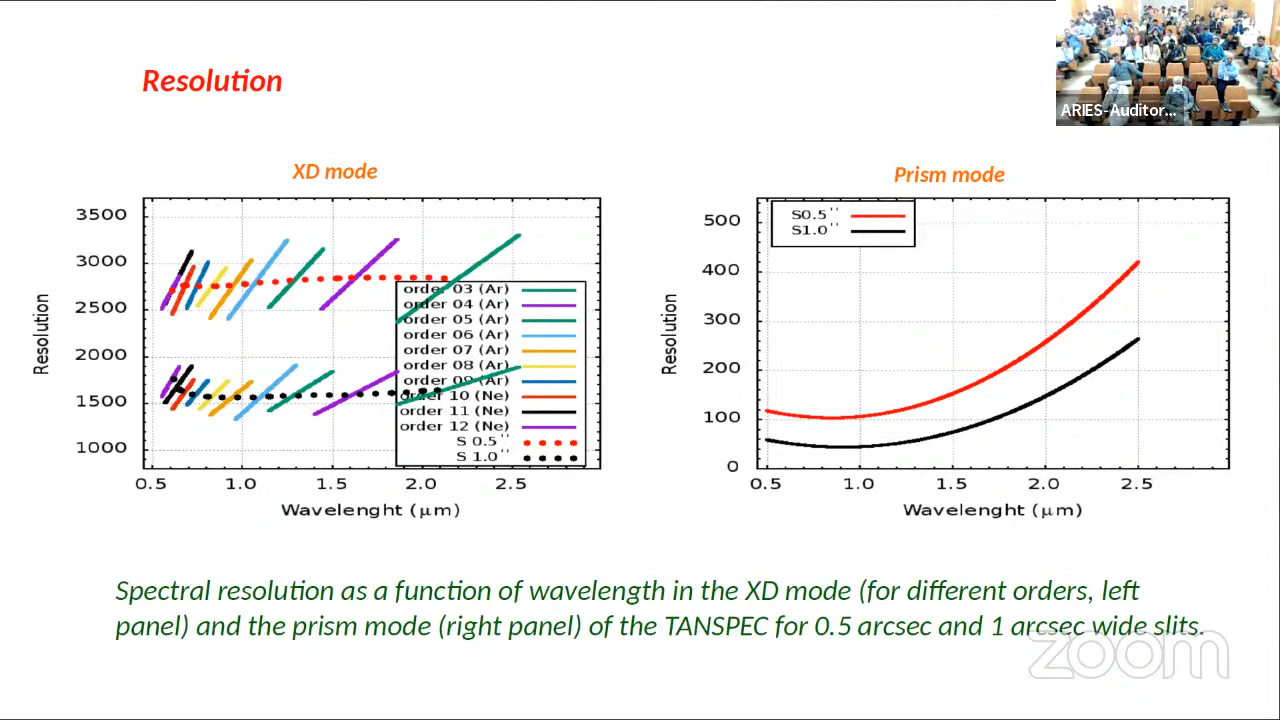 Resolution
ARIES-Auditor...
XD mode
Prism mode
3500
3000
2500
2000
1500
1000
Resolution
order 03 (Ar)
order 04 (Ar)
order 05 (Ar)
order 06 (Ar)
order 07 (Ar)
order 08 (Ar)
order 09 (Ar)
order 10 (Ne)
order 11 (Ne)
order 12 (Ne)
S 0.5''
S 1.0''
0.5 1.0 1.5 2.0 2.5
Wavelenght (μm)
S0.5''
S1.0''
500
400
300
200
100
0
Resolution
0.5 1.0 1.5 2.0 2.5
Wavelenght (μm)
Spectral resolution as a function of wavelength in the XD mode (for different orders, left
panel) and the prism mode (right panel) of the TANSPEC for 0.5 arcsec and 1 arcsec wide slits.
zoom